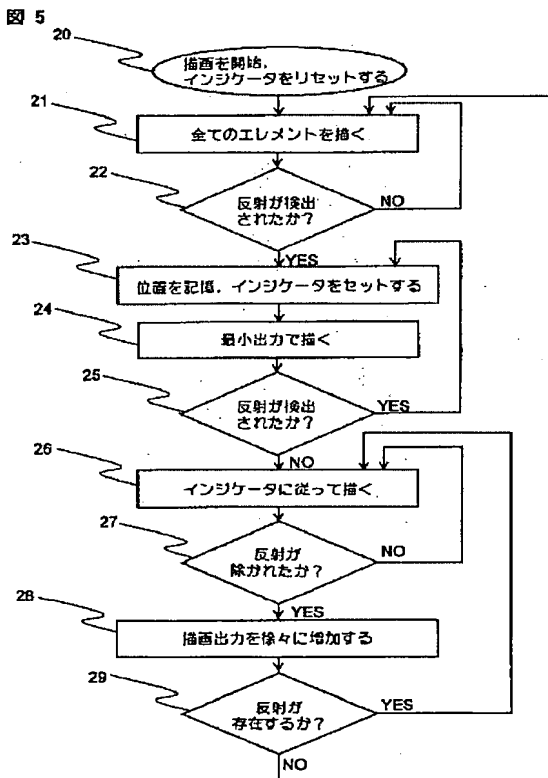 図 5
20
描画を開始,
インジケータをリセットする
21
全てのエレメントを描く
22
反射が検出
されたか?
NO
YES
23
位置を記憶,インジケータをセットする
24
最小出力で描く
25
反射が検出
されたか?
YES
NO
26
インジケータに従って描く
27
反射が
除かれたか?
NO
YES
28
描画出力を徐々に増加する
29
反射が
存在するか?
YES
NO